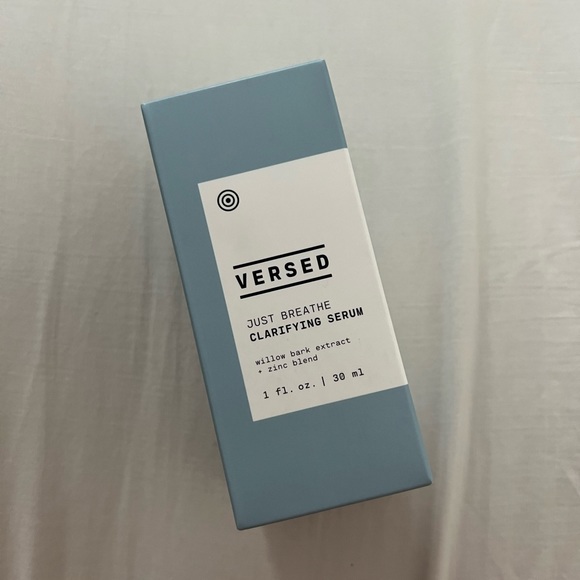 VERSED
JUST BREATHE
CLARIFYING SERUM
willow bark extract
+ zinc blend
1 fl. oz. | 30 ml